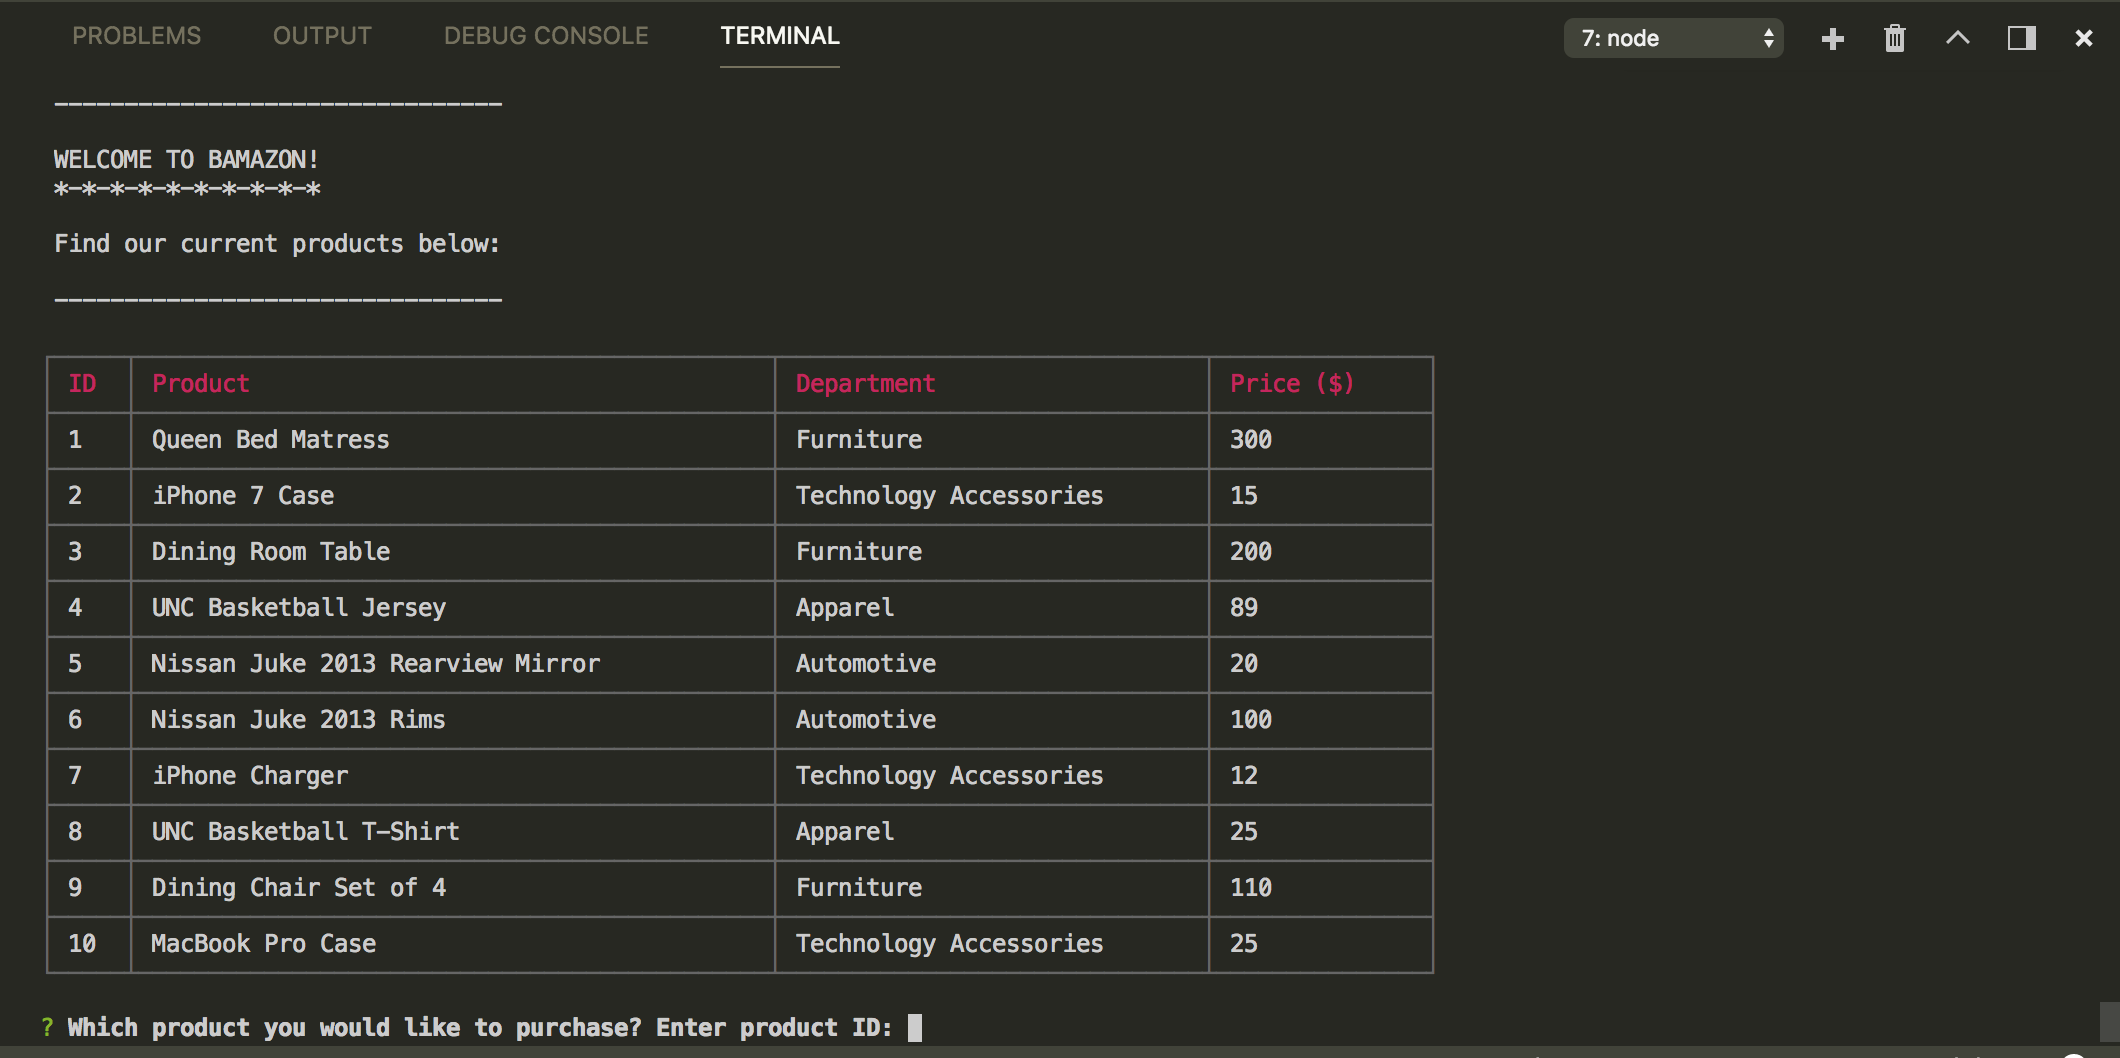 PROBLEMS OUTPUT DEBUG CONSOLE TERMINAL 7: node
--------------------------------
WELCOME TO BAMAZON!
*-*-*-*-*-*-*-*-*-*
Find our current products below:
--------------------------------
ID Product Department Price ($)
1 Queen Bed Matress Furniture 300
2 iPhone 7 Case Technology Accessories 15
3 Dining Room Table Furniture 200
4 UNC Basketball Jersey Apparel 89
5 Nissan Juke 2013 Rearview Mirror Automotive 20
6 Nissan Juke 2013 Rims Automotive 100
7 iPhone Charger Technology Accessories 12
8 UNC Basketball T-Shirt Apparel 25
9 Dining Chair Set of 4 Furniture 110
10 MacBook Pro Case Technology Accessories 25
? Which product you would like to purchase? Enter product ID: